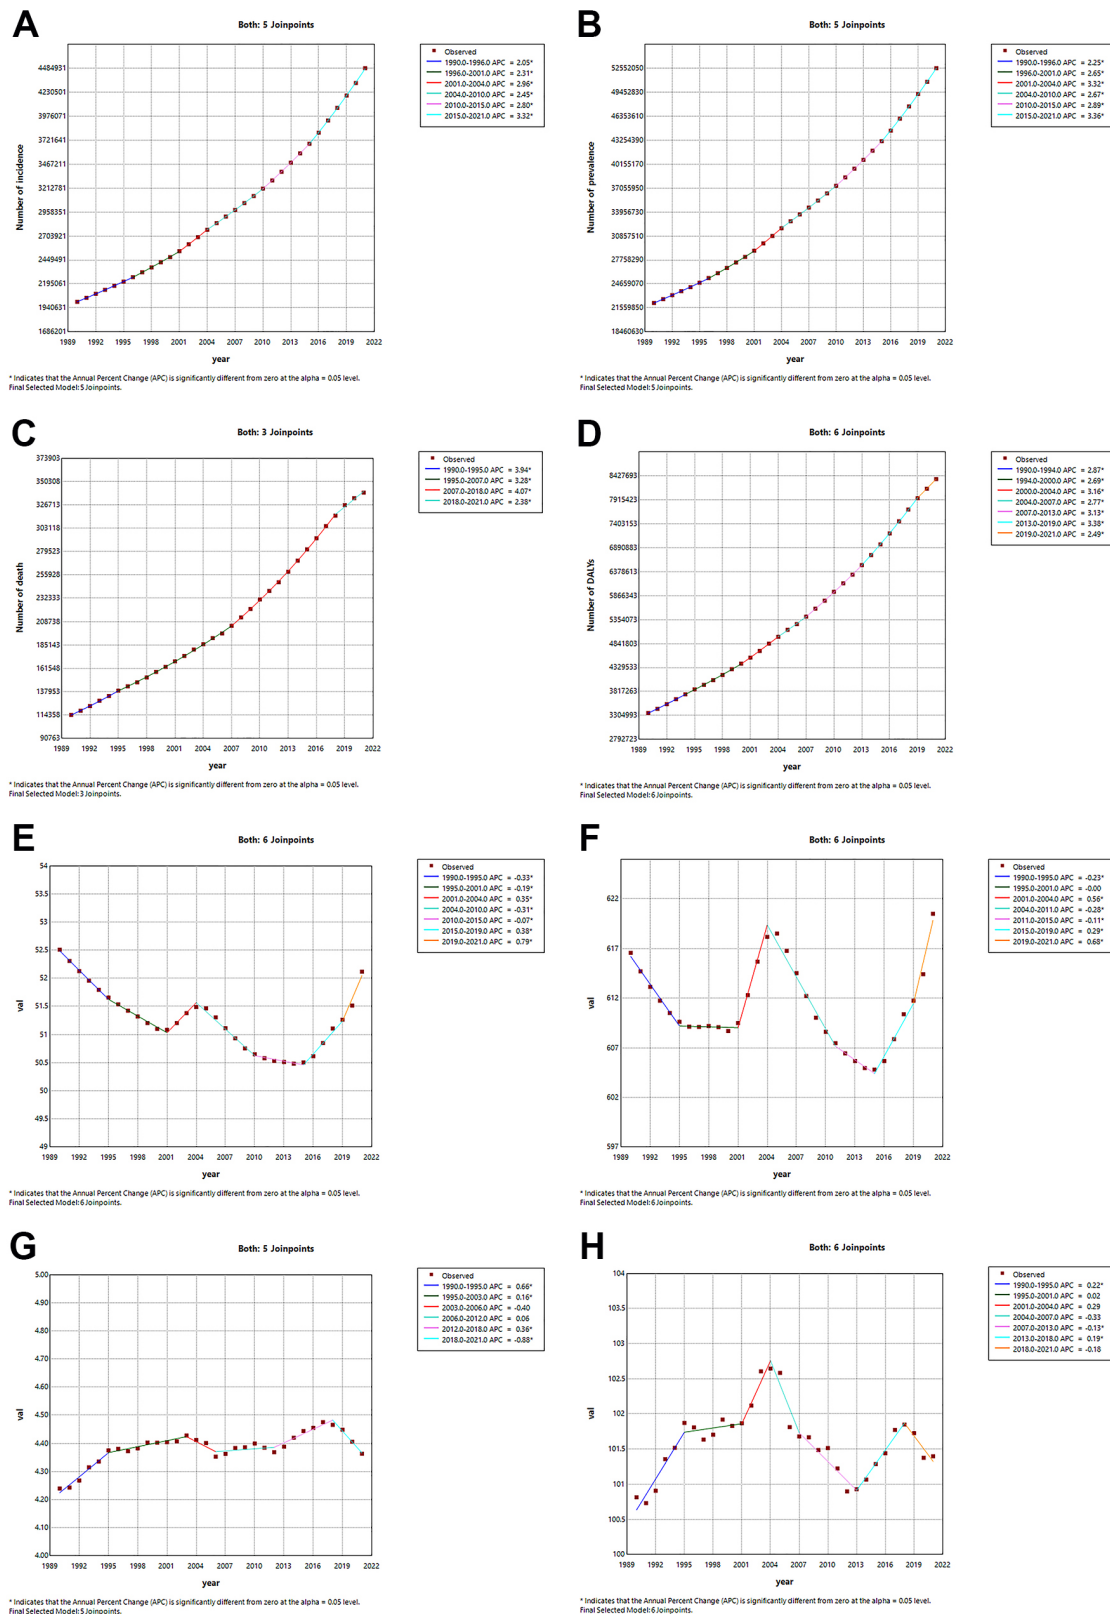 A
Both: 5 Joinpoints
4484931
4230501
3976071
3721641
3467211
3212781
2958351
2703921
2449491
2195061
1940631
1686201
Number of incidence
1989 1992 1995 1998 2001 2004 2007 2010 2013 2016 2019 2022
year
Observed
1990.0-1996.0 APC = 2.05*
1996.0-2001.0 APC = 2.31*
2001.0-2004.0 APC = 2.96*
2004.0-2010.0 APC = 2.45*
2010.0-2015.0 APC = 2.80*
2015.0-2021.0 APC = 3.32*
* Indicates that the Annual Percent Change (APC) is significantly different from zero at the alpha = 0.05 level.
Final Selected Model: 5 Joinpoints.
B
Both: 5 Joinpoints
52552050
49452830
46353610
43254390
40155170
37055950
33956730
30857510
27758290
24659070
21559850
18460630
Number of prevalence
1989 1992 1995 1998 2001 2004 2007 2010 2013 2016 2019 2022
year
Observed
1990.0-1996.0 APC = 2.25*
1996.0-2001.0 APC = 2.65*
2001.0-2004.0 APC = 3.32*
2004.0-2010.0 APC = 2.67*
2010.0-2015.0 APC = 2.89*
2015.0-2021.0 APC = 3.36*
* Indicates that the Annual Percent Change (APC) is significantly different from zero at the alpha = 0.05 level.
Final Selected Model: 5 Joinpoints.
C
Both: 3 Joinpoints
373903
350308
326713
303118
279523
255928
232333
208738
185143
161548
137953
114358
90763
Number of death
1989 1992 1995 1998 2001 2004 2007 2010 2013 2016 2019 2022
year
Observed
1990.0-1995.0 APC = 3.94*
1995.0-2007.0 APC = 3.28*
2007.0-2018.0 APC = 4.07*
2018.0-2021.0 APC = 2.38*
* Indicates that the Annual Percent Change (APC) is significantly different from zero at the alpha = 0.05 level.
Final Selected Model: 3 Joinpoints.
D
Both: 6 Joinpoints
8427693
7915423
7403153
6890883
6378613
5866343
5354073
4841803
4329533
3817263
3304993
2792723
Number of DALYs
1989 1992 1995 1998 2001 2004 2007 2010 2013 2016 2019 2022
year
Observed
1990.0-1994.0 APC = 2.87*
1994.0-2000.0 APC = 2.69*
2000.0-2004.0 APC = 3.16*
2004.0-2007.0 APC = 2.77*
2007.0-2013.0 APC = 3.13*
2013.0-2019.0 APC = 3.38*
2019.0-2021.0 APC = 2.49*
* Indicates that the Annual Percent Change (APC) is significantly different from zero at the alpha = 0.05 level.
Final Selected Model: 6 Joinpoints.
E
Both: 6 Joinpoints
54
53.5
53
52.5
52
51.5
51
50.5
50
49.5
49
val
1989 1992 1995 1998 2001 2004 2007 2010 2013 2016 2019 2022
year
Observed
1990.0-1995.0 APC = -0.33*
1995.0-2001.0 APC = -0.19*
2001.0-2004.0 APC = 0.35*
2004.0-2010.0 APC = -0.31*
2010.0-2015.0 APC = -0.07*
2015.0-2019.0 APC = 0.38*
2019.0-2021.0 APC = 0.79*
* Indicates that the Annual Percent Change (APC) is significantly different from zero at the alpha = 0.05 level.
Final Selected Model: 6 Joinpoints.
F
Both: 6 Joinpoints
622
617
612
607
602
597
val
1989 1992 1995 1998 2001 2004 2007 2010 2013 2016 2019 2022
year
Observed
1990.0-1995.0 APC = -0.23*
1995.0-2001.0 APC = -0.00
2001.0-2004.0 APC = 0.56*
2004.0-2011.0 APC = -0.28*
2011.0-2015.0 APC = -0.11*
2015.0-2019.0 APC = 0.29*
2019.0-2021.0 APC = 0.68*
* Indicates that the Annual Percent Change (APC) is significantly different from zero at the alpha = 0.05 level.
Final Selected Model: 6 Joinpoints.
G
Both: 5 Joinpoints
5.00
4.90
4.80
4.70
4.60
4.50
4.40
4.30
4.20
4.10
4.00
val
1989 1992 1995 1998 2001 2004 2007 2010 2013 2016 2019 2022
year
Observed
1990.0-1995.0 APC = 0.66*
1995.0-2003.0 APC = 0.16*
2003.0-2006.0 APC = -0.40
2006.0-2012.0 APC = 0.06
2012.0-2018.0 APC = 0.36*
2018.0-2021.0 APC = -0.88*
* Indicates that the Annual Percent Change (APC) is significantly different from zero at the alpha = 0.05 level.
Final Selected Model: 5 Joinpoints.
H
Both: 6 Joinpoints
104
103.5
103
102.5
102
101.5
101
100.5
100
val
1989 1992 1995 1998 2001 2004 2007 2010 2013 2016 2019 2022
year
Observed
1990.0-1995.0 APC = 0.22*
1995.0-2001.0 APC = 0.02
2001.0-2004.0 APC = 0.29
2004.0-2007.0 APC = -0.33
2007.0-2013.0 APC = -0.13*
2013.0-2018.0 APC = 0.19*
2018.0-2021.0 APC = -0.18
* Indicates that the Annual Percent Change (APC) is significantly different from zero at the alpha = 0.05 level.
Final Selected Model: 6 Joinpoints.